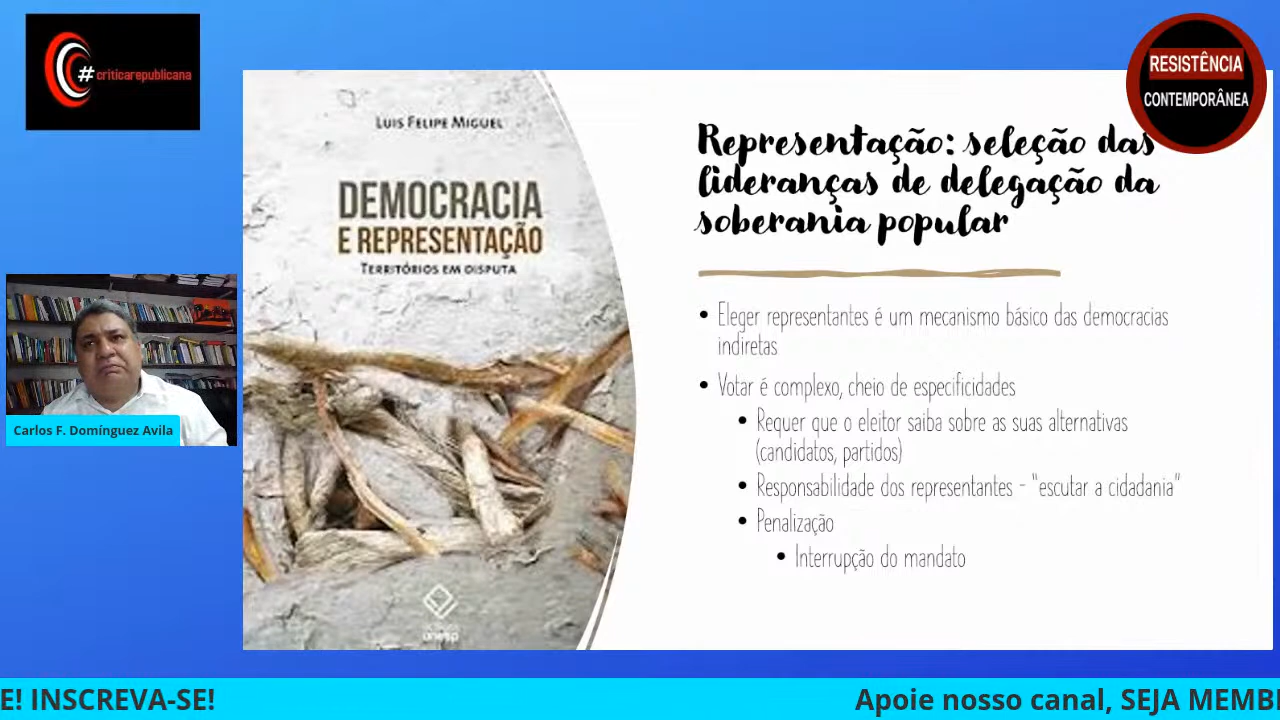 #criticarepublicana
RESISTÊNCIA
CONTEMPORÂNEA
LUIS FELIPE MIGUEL
DEMOCRACIA
E REPRESENTAÇÃO
TERRITÓRIOS EM DISPUTA
unesp
Representação: seleção das
lideranças de delegação da
soberania popular
• Eleger representantes é um mecanismo básico das democracias
indiretas
• Votar é complexo, cheio de especificidades
• Requer que o eleitor saiba sobre as suas alternativas
(candidatos, partidos)
• Responsabilidade dos representantes - "escutar a cidadania"
• Penalização
• Interrupção do mandato
Carlos F. Domínguez Avila
E! INSCREVA-SE!
Apoie nosso canal, SEJA MEMB